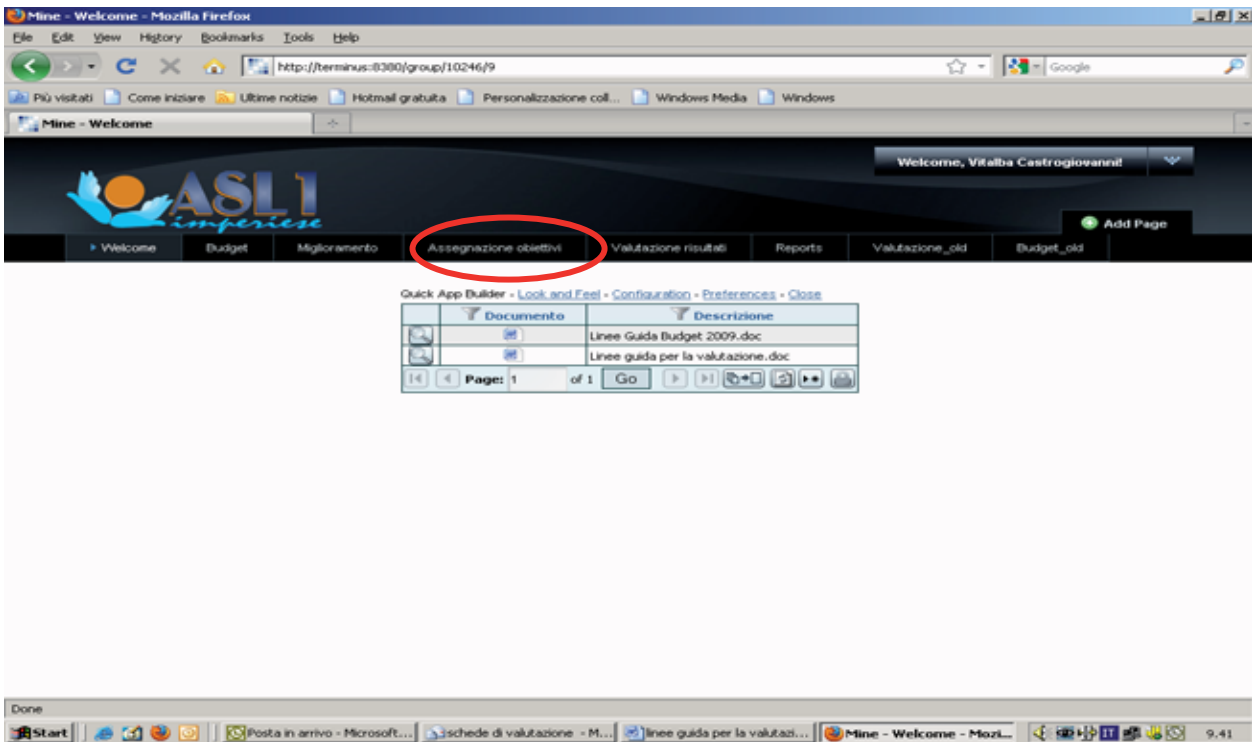 Mine - Welcome - Mozilla Firefox
File Edit View History Bookmarks Tools Help
http://terminus:8380/group/10246/9
Google
Più visitati Come iniziare Ultime notizie Hotmail gratuita Personalizzazione coll... Windows Media Windows
Mine - Welcome
Welcome, Vitalba Castrogiovanni!
ASL1
imperiese
Add Page
Welcome Budget Miglioramento Assegnazione obiettivi Valutazione risultati Reports Valutazione_old Budget_old
Quick App Builder - Look and Feel - Configuration - Preferences - Close
Documento Descrizione
Linee Guida Budget 2009.doc
Linee guida per la valutazione.doc
Page: 1 of 1 Go
Done
Start Posta in arrivo - Microsoft... schede di valutazione - M... linee guida per la valutazi... Mine - Welcome - Mozi... IT 9.41